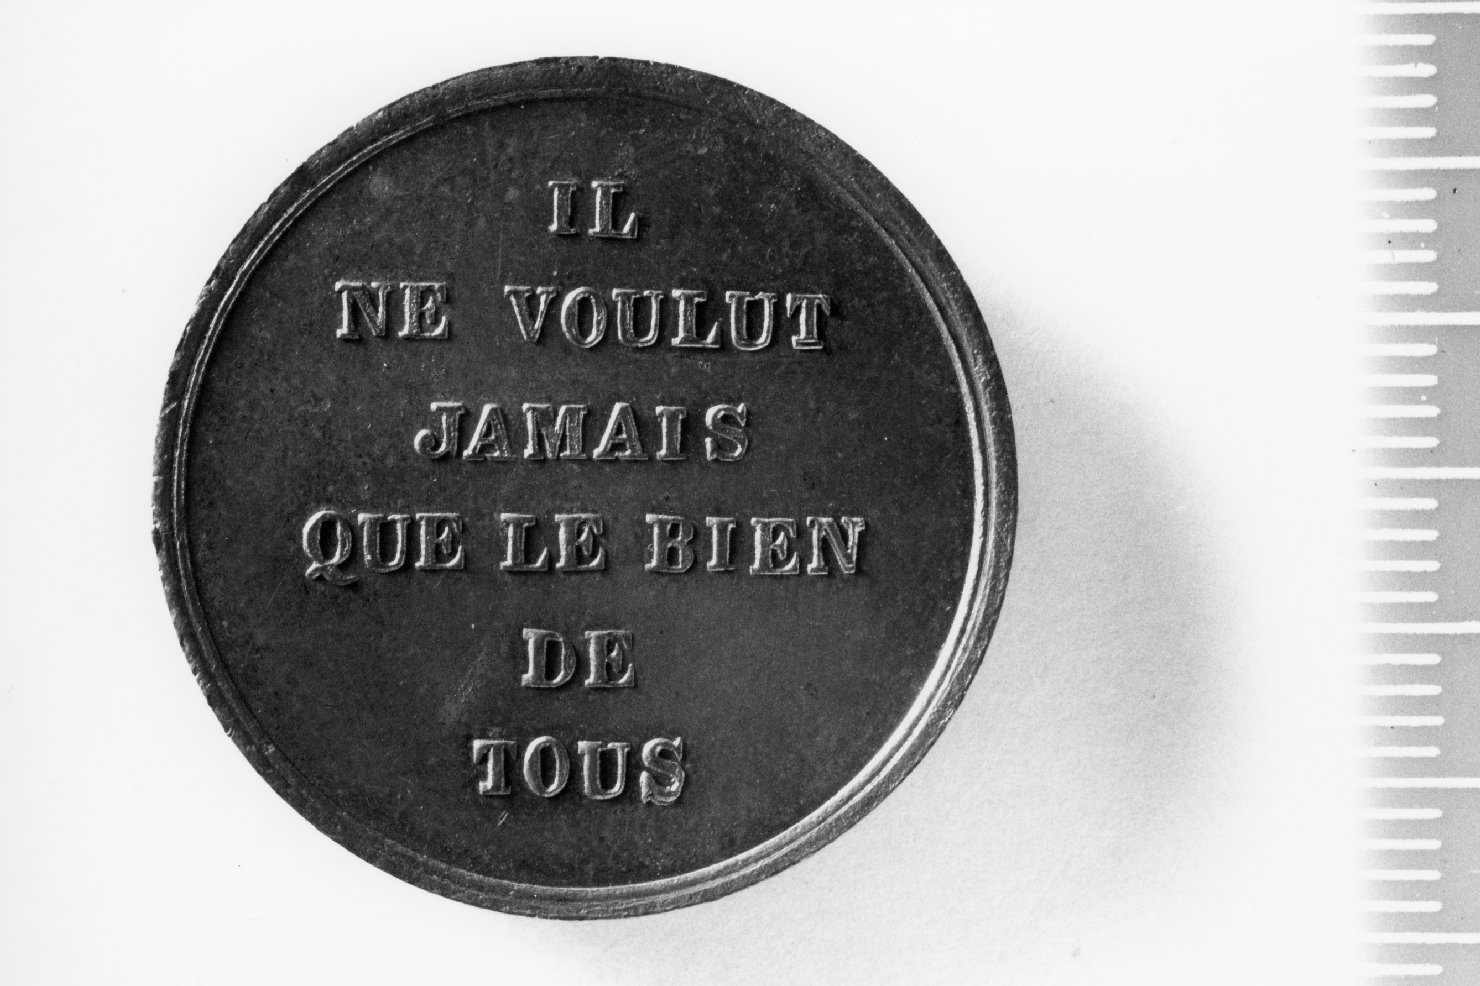 IL
NE VOULUT
JAMAIS
QUE LE BIEN
DE
TOUS